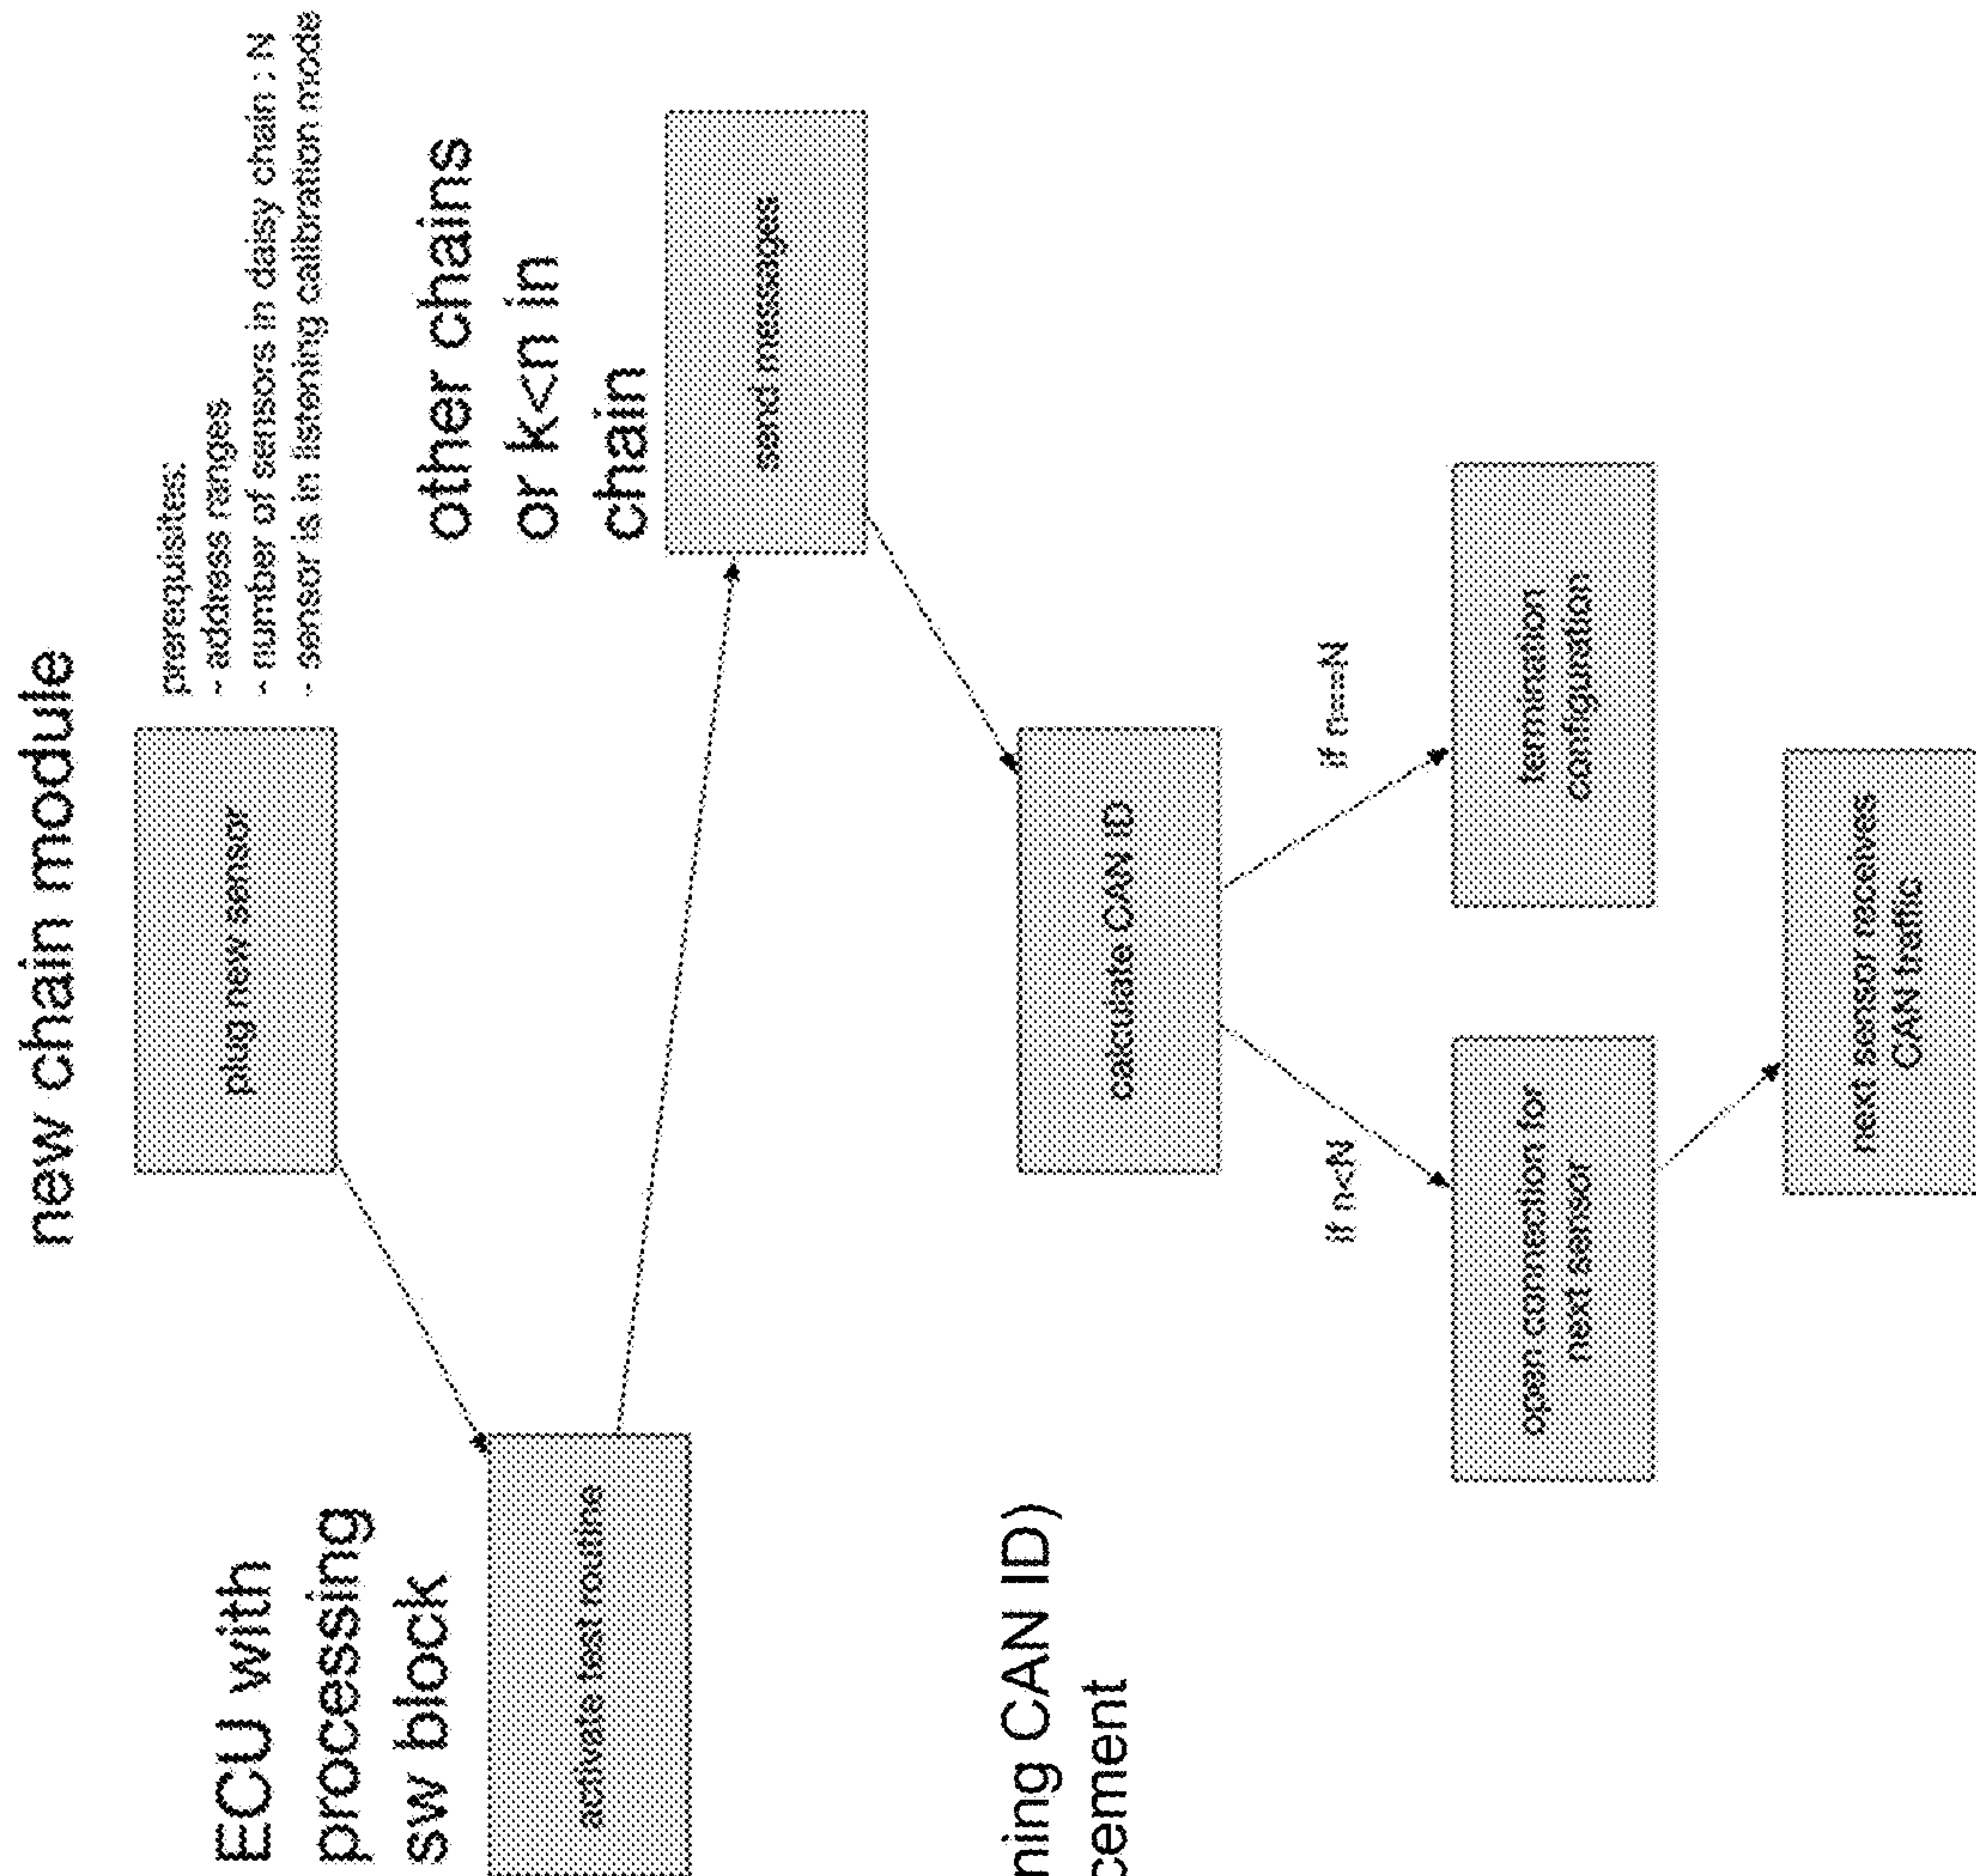 new chain module
plug new sensor
prerequisites:
- address ranges
- number of sensors in daisy chain : N
- sensor is in listening calibration mode
ECU with
processing
sw block
activate test routine
other chains
or k<n in
chain
send messages
ning CAN ID)
cement
calculate CAN ID
if n<N
if n==N
open connection for
next sensor
termination
configuration
next sensor receives
CAN traffic